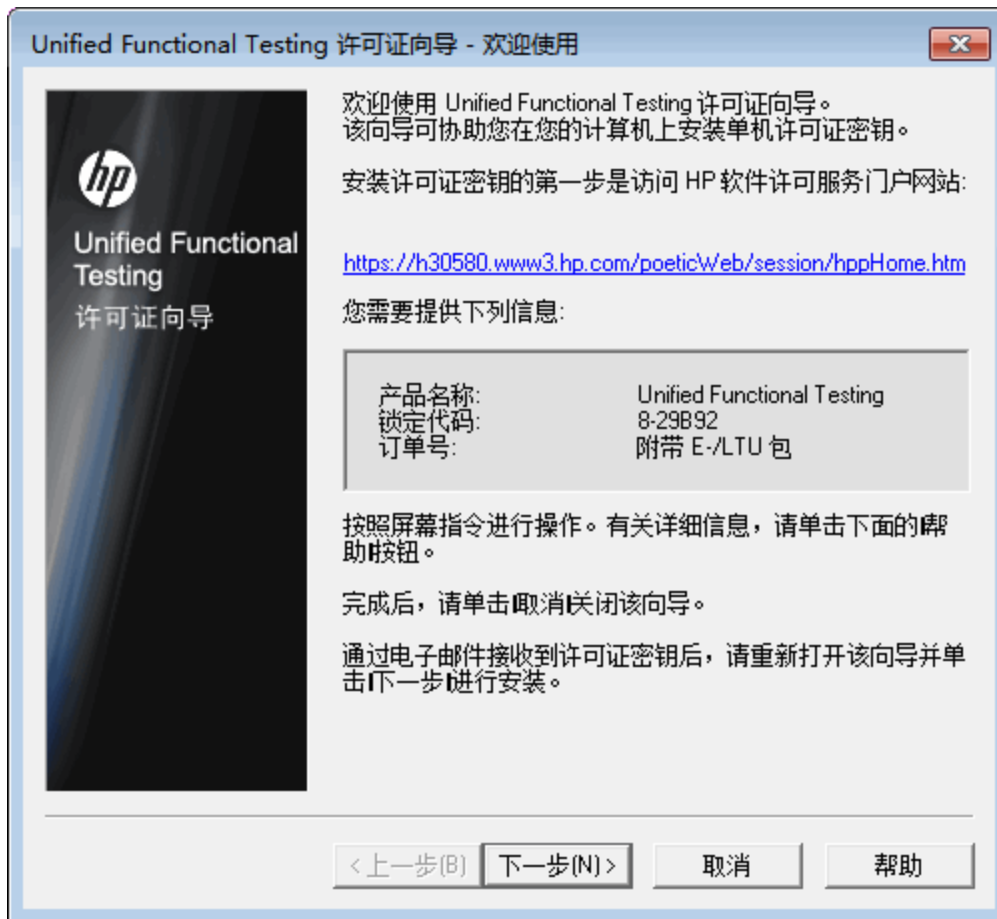 Unified Functional Testing 许可证向导 - 欢迎使用
hp
Unified Functional
Testing
许可证向导
欢迎使用 Unified Functional Testing 许可证向导。
该向导可协助您在您的计算机上安装单机许可证密钥。
安装许可证密钥的第一步是访问 HP 软件许可服务门户网站:
https://h30580.www3.hp.com/poeticWeb/session/hppHome.htm
您需要提供下列信息:
产品名称: Unified Functional Testing
锁定代码: 8-29B92
订单号: 附带 E-/LTU 包
按照屏幕指令进行操作。有关详细信息，请单击下面的帮
助按钮。
完成后，请单击取消关闭该向导。
通过电子邮件接收到许可证密钥后，请重新打开该向导并单
击下一步进行安装。
<上一步(B) 下一步(N)> 取消 帮助